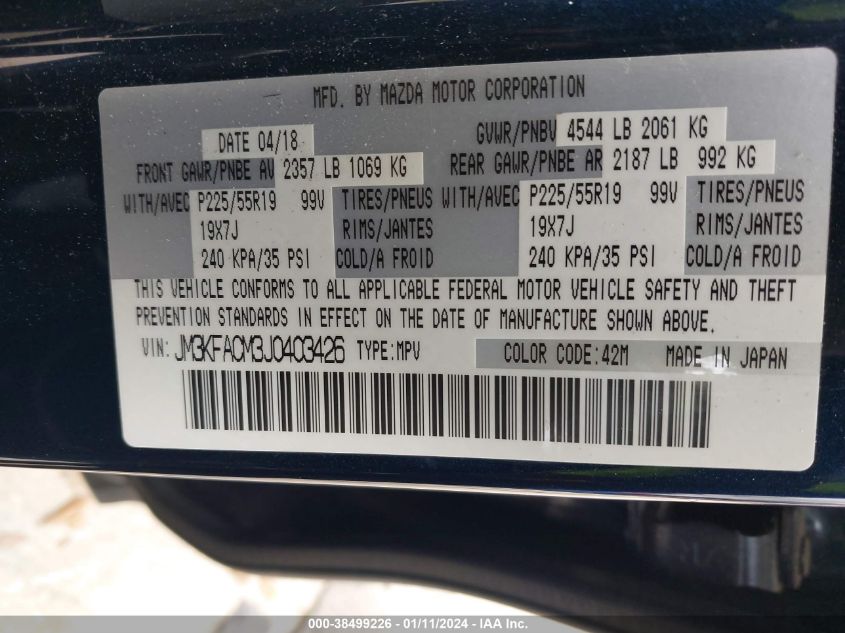 MFD. BY MAZDA MOTOR CORPORATION
DATE 04/18 GVWR/PNBV 4544 LB 2061 KG
FRONT GAWR/PNBE AV 2357 LB 1069 KG REAR GAWR/PNBE AR 2187 LB 992 KG
WITH/AVEC P225/55R19 99V TIRES/PNEUS WITH/AVEC P225/55R19 99V TIRES/PNEUS
19X7J RIMS/JANTES 19X7J RIMS/JANTES
240 KPA/35 PSI COLD/A FROID 240 KPA/35 PSI COLD/A FROID
THIS VEHICLE CONFORMS TO ALL APPLICABLE FEDERAL MOTOR VEHICLE SAFETY AND THEFT
PREVENTION STANDARDS IN EFFECT ON THE DATE OF MANUFACTURE SHOWN ABOVE.
VIN: JM3KFACM3J0403426 TYPE:MPV COLOR CODE:42M MADE IN JAPAN
000-38499226 - 01/11/2024 - IAA Inc.